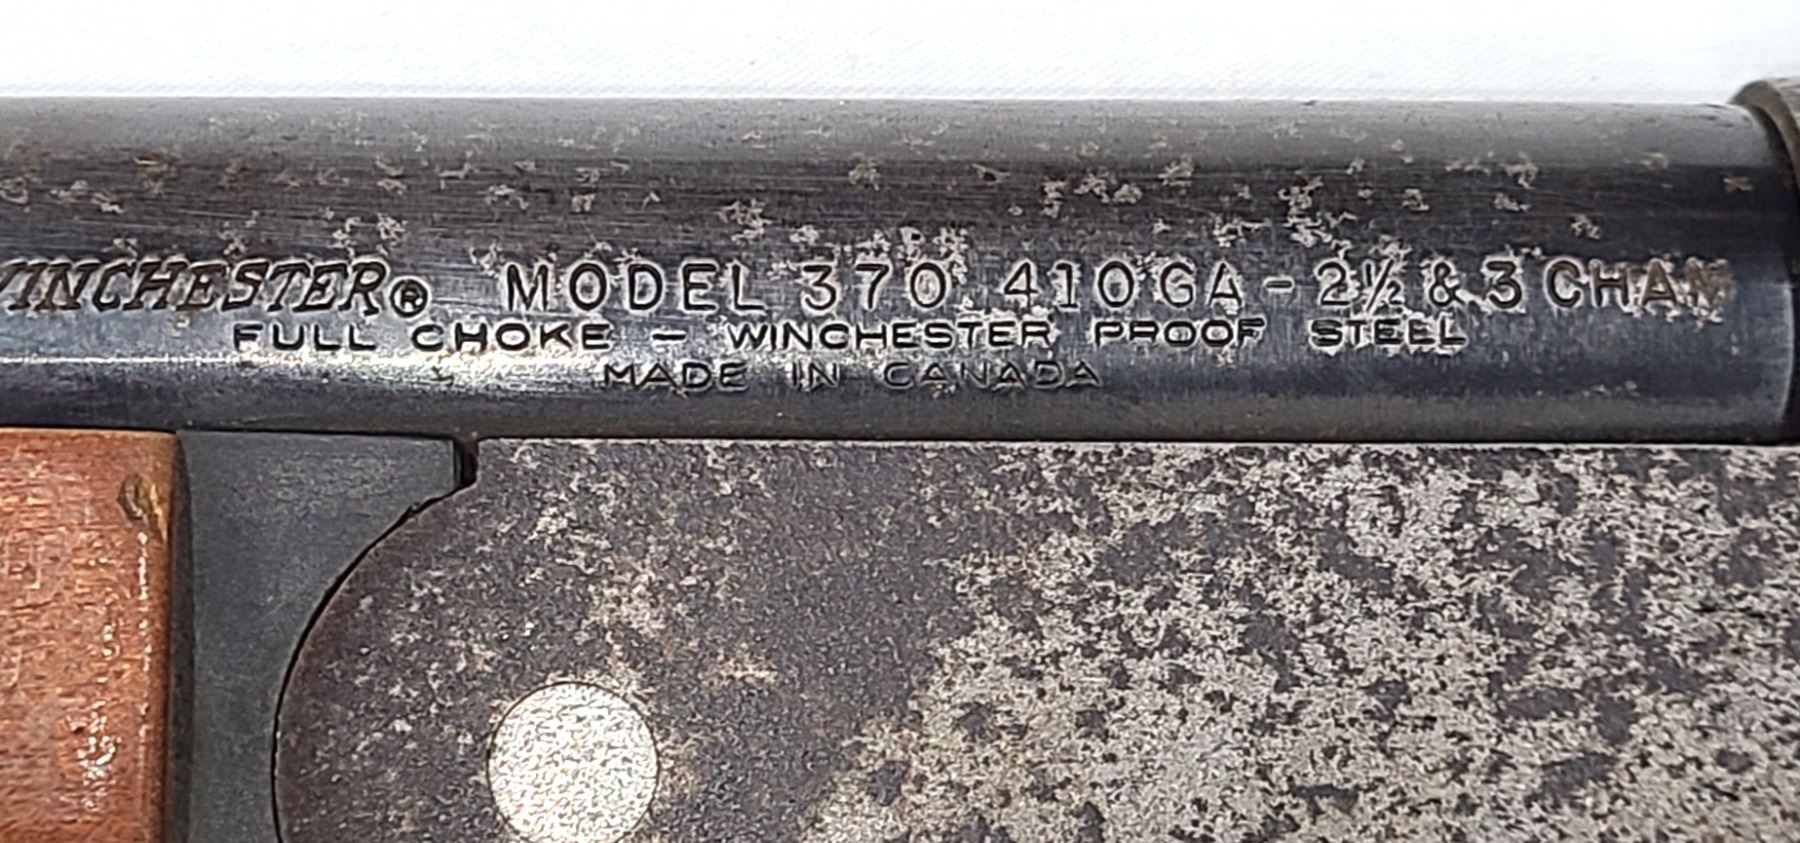 WINCHESTER® MODEL 370 410 GA - 2½ & 3 CHAM
FULL CHOKE - WINCHESTER PROOF STEEL
MADE IN CANADA